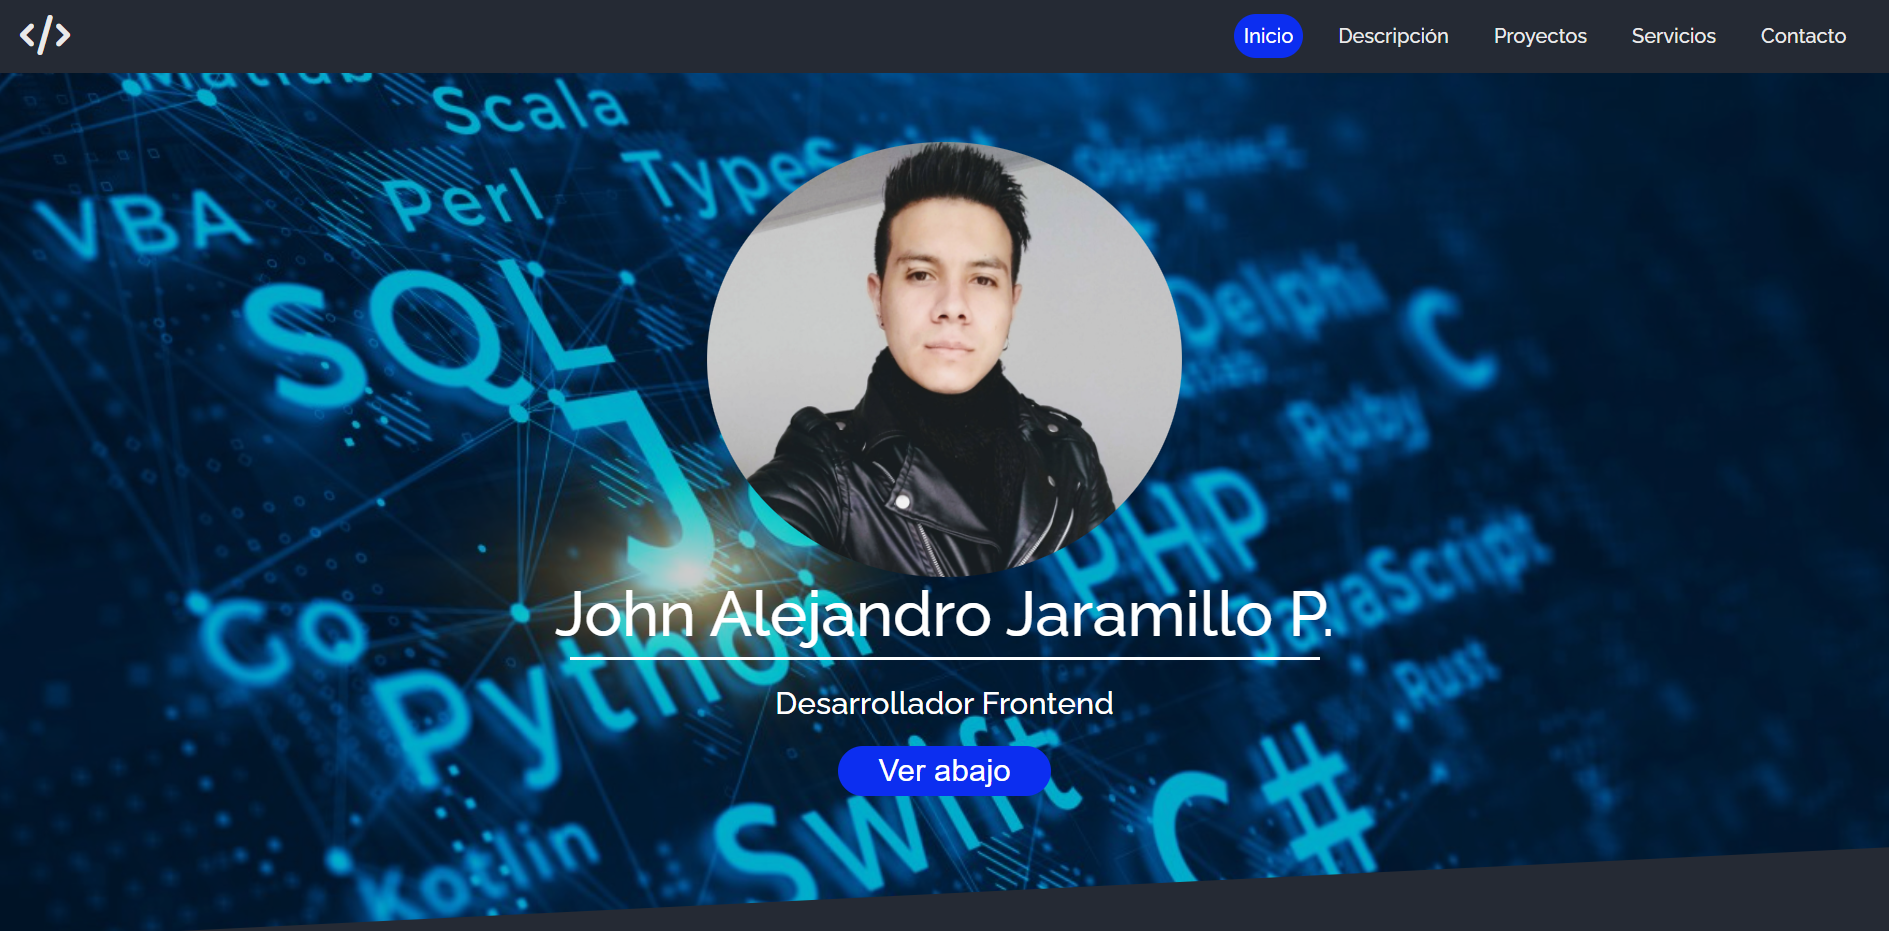 </>
Inicio Descripción Proyectos Servicios Contacto
Matlab
Scala
TypeScript
Objective-C
Perl
VBA
SQL
Delphi
C
Ruby
PHP
JavaScript
Go
Python
John Alejandro Jaramillo P.
Rust
Desarrollador Frontend
Ver abajo
Swift
C#
Kotlin